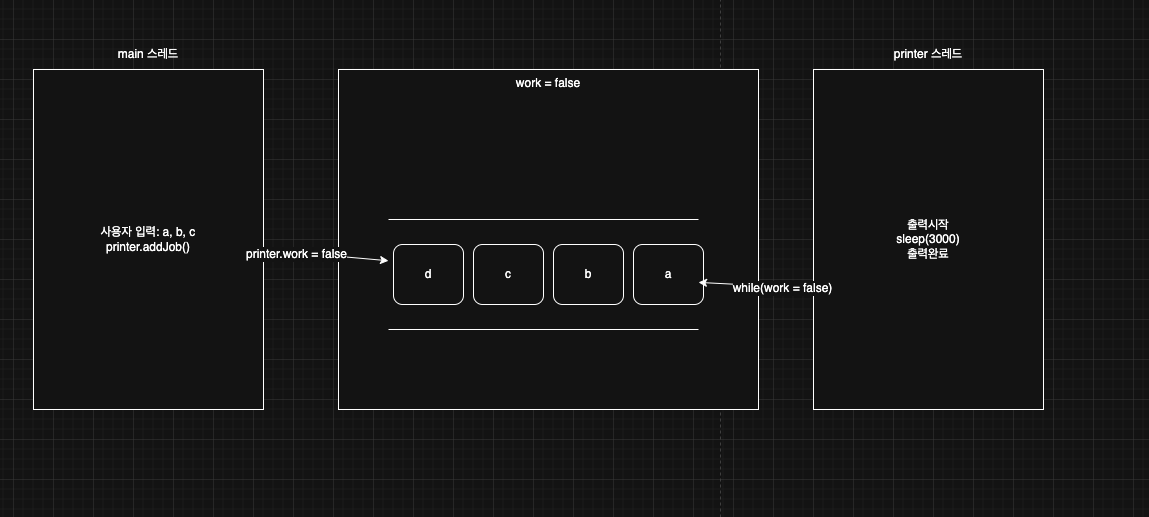 main 스레드
printer 스레드
work = false
사용자 입력: a, b, c
printer.addJob()
printer.work = false
d
c
b
a
while(work = false)
출력시작
sleep(3000)
출력완료